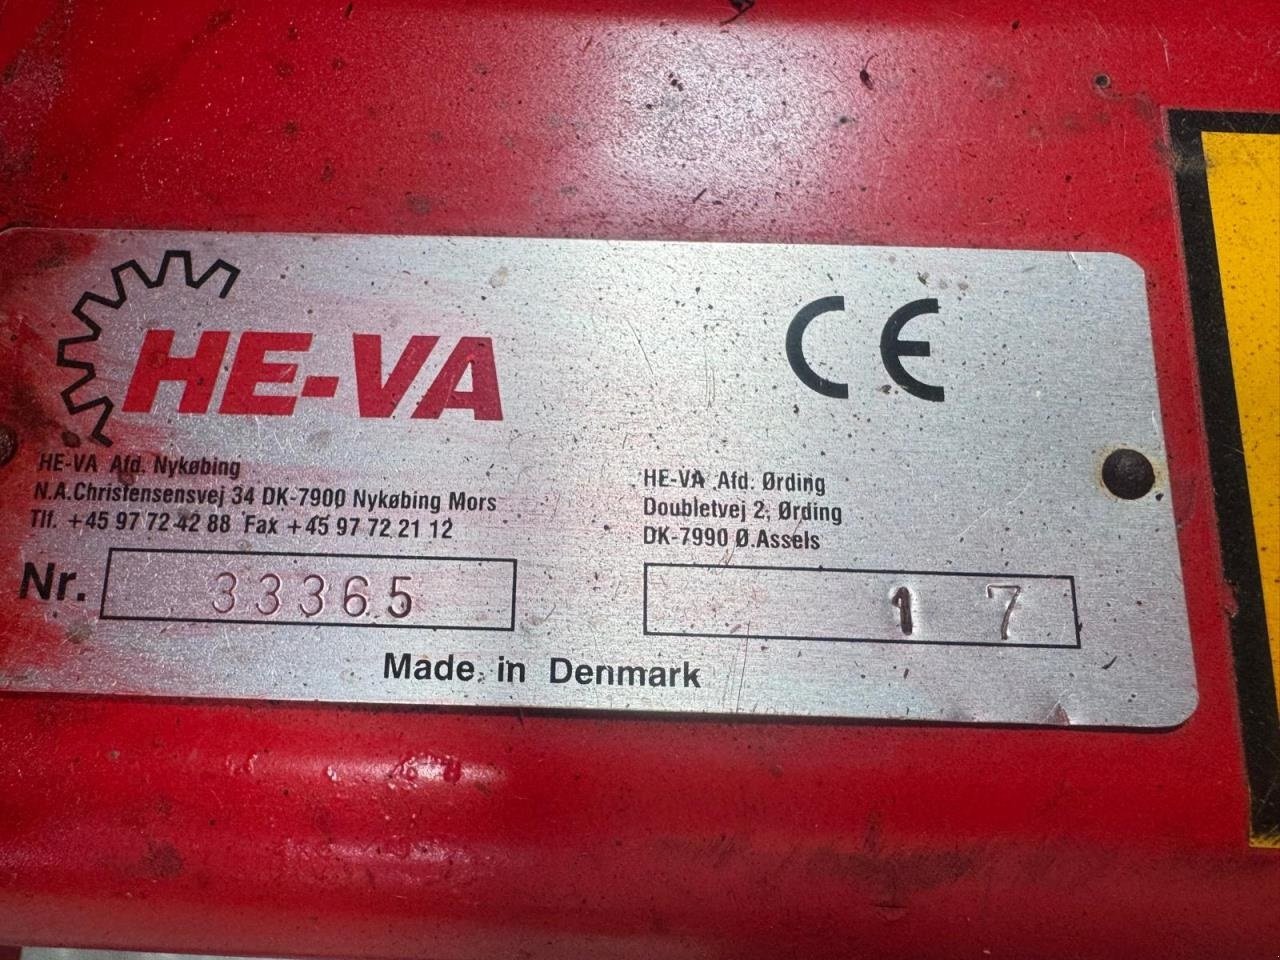 HE-VA
CE
HE-VA Afd. Nykøbing
N.A.Christensensvej 34 DK-7900 Nykøbing Mors
Tlf. +45 97 72 42 88 Fax +45 97 72 21 12
HE-VA Afd. Ørding
Doubletvej 2, Ørding
DK-7990 Ø.Assels
Nr. 33365
17
Made in Denmark